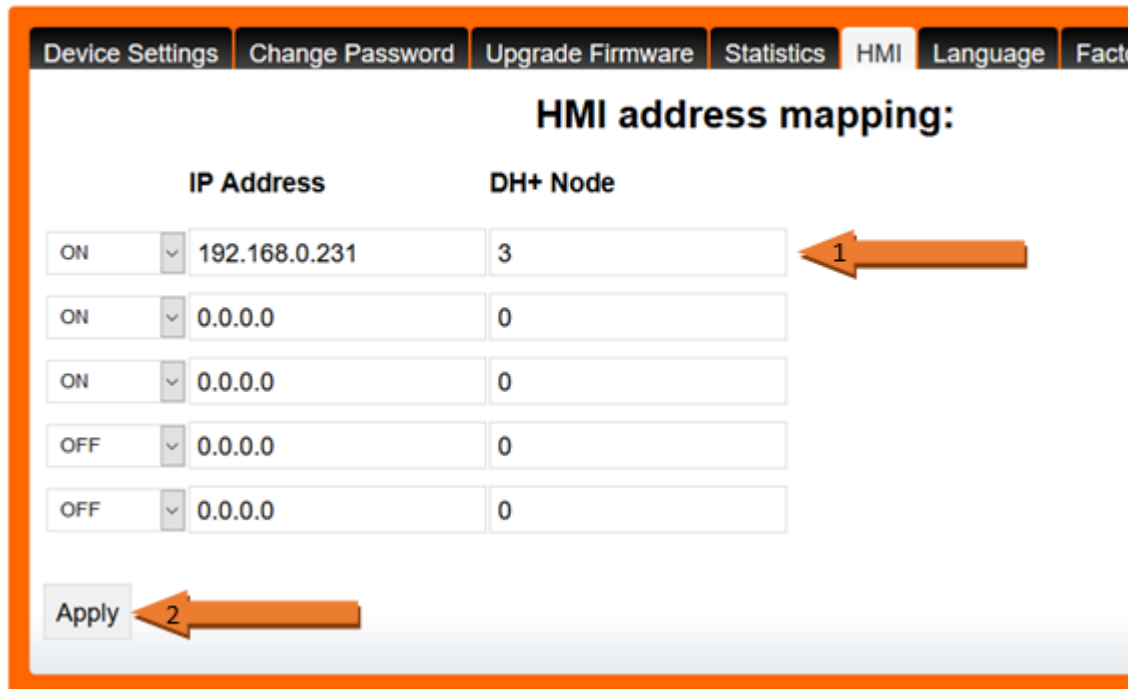 Device Settings Change Password Upgrade Firmware Statistics HMI Language Facto
HMI address mapping:
IP Address DH+ Node
ON 192.168.0.231 3 1
ON 0.0.0.0 0
ON 0.0.0.0 0
OFF 0.0.0.0 0
OFF 0.0.0.0 0
Apply 2